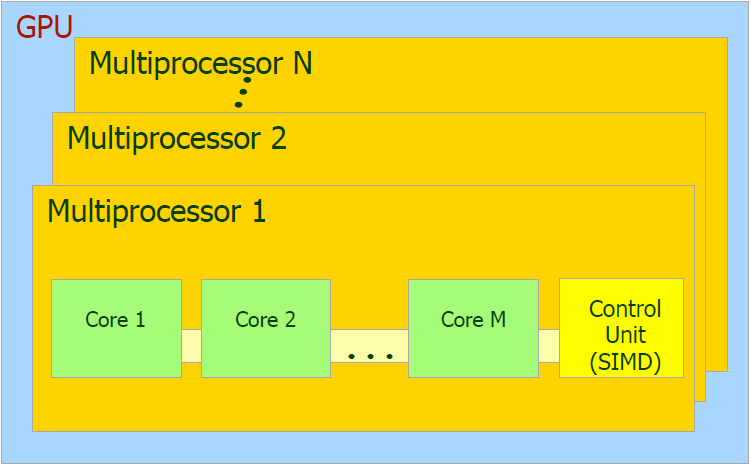 GPU
Multiprocessor N
Multiprocessor 2
Multiprocessor 1
Core 1
Core 2
...
Core M
Control
Unit
(SIMD)